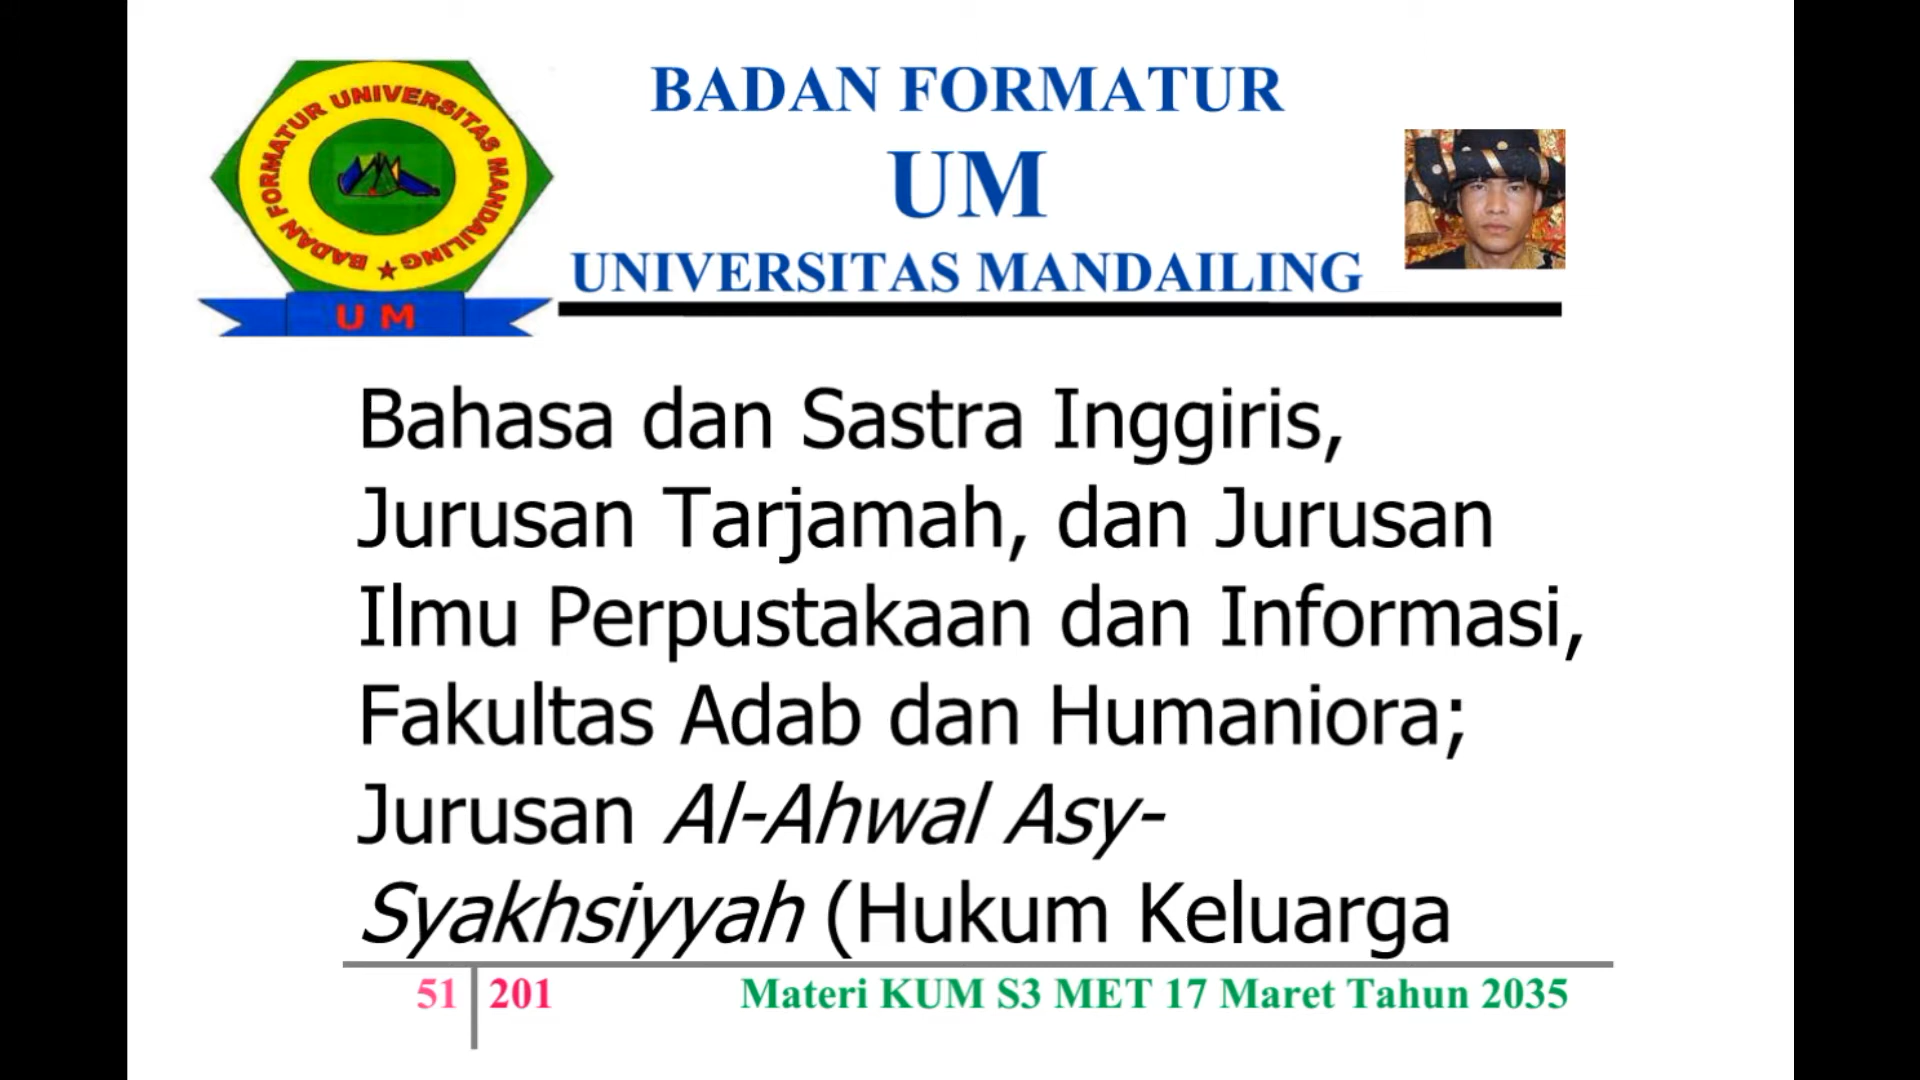 BADAN FORMATUR UNIVERSITAS MANDAILING
U M
BADAN FORMATUR
UM
UNIVERSITAS MANDAILING
Bahasa dan Sastra Inggiris,
Jurusan Tarjamah, dan Jurusan
Ilmu Perpustakaan dan Informasi,
Fakultas Adab dan Humaniora;
Jurusan Al-Ahwal Asy-
Syakhsiyyah (Hukum Keluarga
51 201 Materi KUM S3 MET 17 Maret Tahun 2035